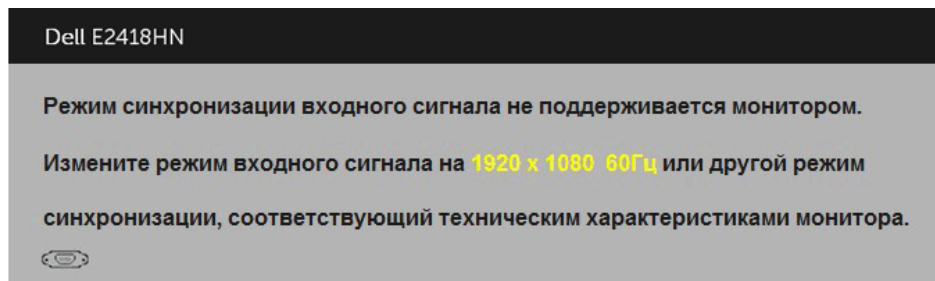 Dell E2418HN
Режим синхронизации входного сигнала не поддерживается монитором.
Измените режим входного сигнала на 1920 x 1080 60Гц или другой режим
синхронизации, соответствующий техническим характеристиками монитора.